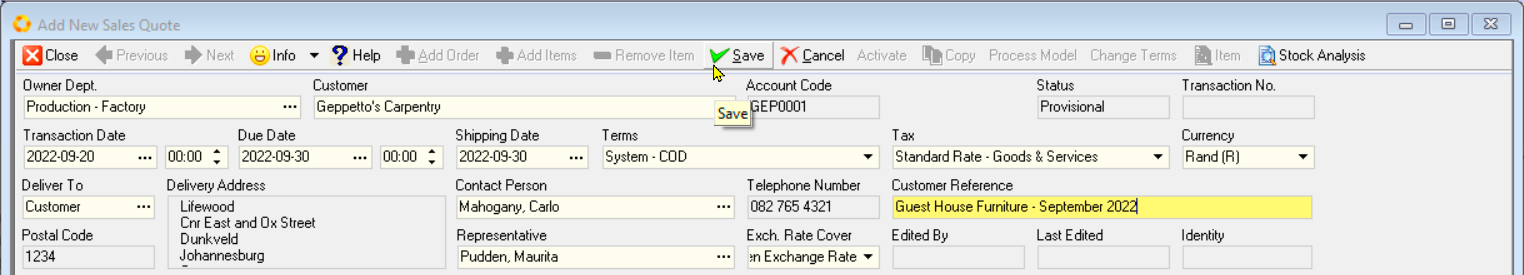 Add New Sales Quote
Close Previous Next Info Help Add Order Add Items Remove Item Save Cancel Activate Copy Process Model Change Terms Item Stock Analysis
Owner Dept. Customer Account Code Status Transaction No.
Production - Factory ... Geppetto's Carpentry GEP0001 Provisional
Save
Transaction Date Due Date Shipping Date Terms Tax Currency
2022-09-20 ... 00:00 2022-09-30 ... 00:00 2022-09-30 ... System - COD Standard Rate - Goods & Services Rand (R)
Deliver To Delivery Address Contact Person Telephone Number Customer Reference
Customer ... Lifewood Mahogany, Carlo ... 082 765 4321 Guest House Furniture - September 2022
Cnr East and Ox Street
Postal Code Dunkveld Representative Exch. Rate Cover Edited By Last Edited Identity
1234 Johannesburg Pudden, Maurita ... en Exchange Rate